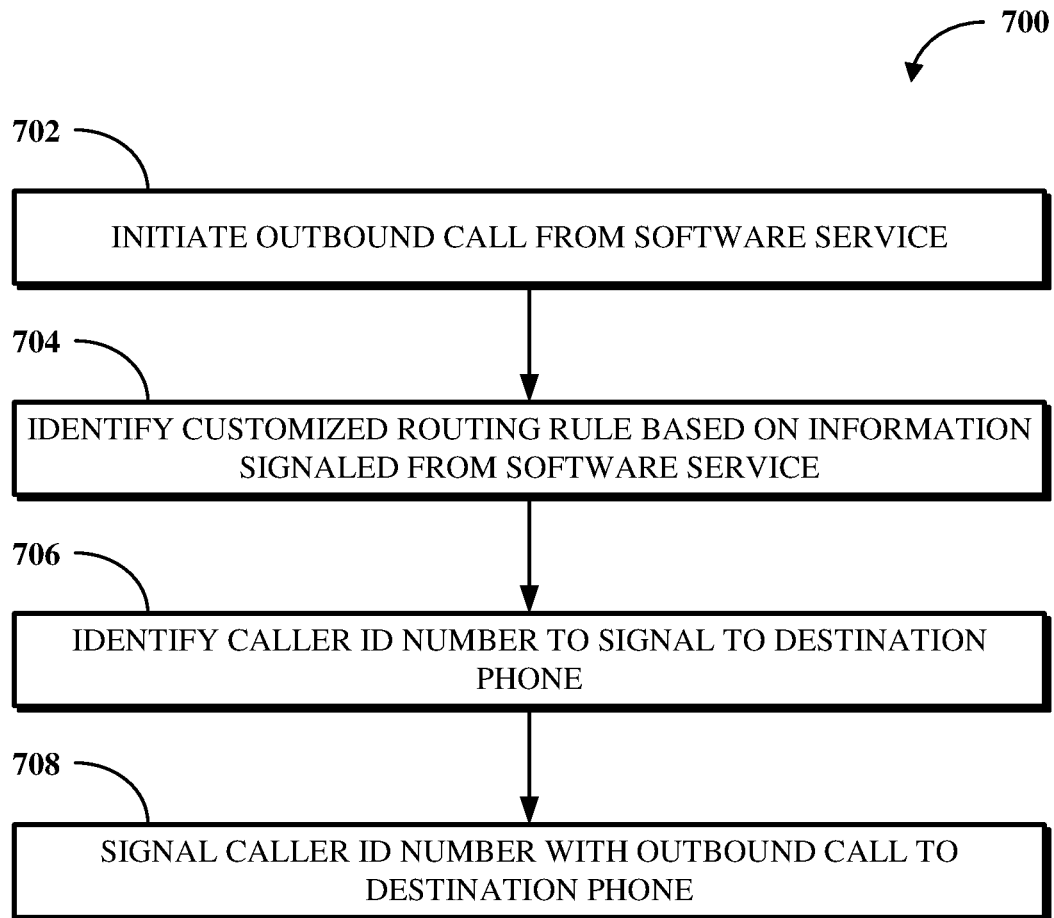 700
702
INITIATE OUTBOUND CALL FROM SOFTWARE SERVICE
704
IDENTIFY CUSTOMIZED ROUTING RULE BASED ON INFORMATION
SIGNALED FROM SOFTWARE SERVICE
706
IDENTIFY CALLER ID NUMBER TO SIGNAL TO DESTINATION
PHONE
708
SIGNAL CALLER ID NUMBER WITH OUTBOUND CALL TO
DESTINATION PHONE